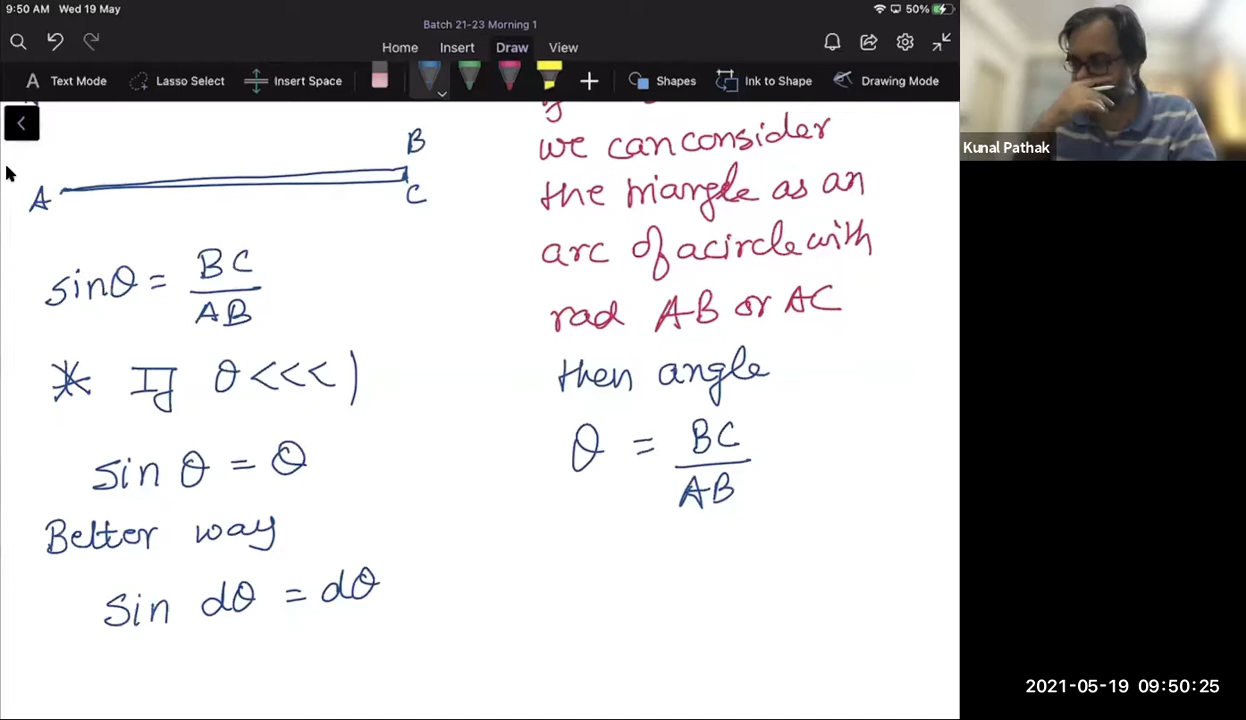 9:50 AM Wed 19 May
50%
Batch 21-23 Morning 1
Home Insert Draw View
Text Mode Lasso Select Insert Space Shapes Ink to Shape Drawing Mode
Kunal Pathak
B
A
C
sinθ = BC
AB
* If θ <<< 1
sin θ = θ
Better way
sin dθ = dθ
we can consider
the triangle as an
arc of a circle with
rad AB or AC
then angle
θ = BC
AB
2021-05-19 09:50:25